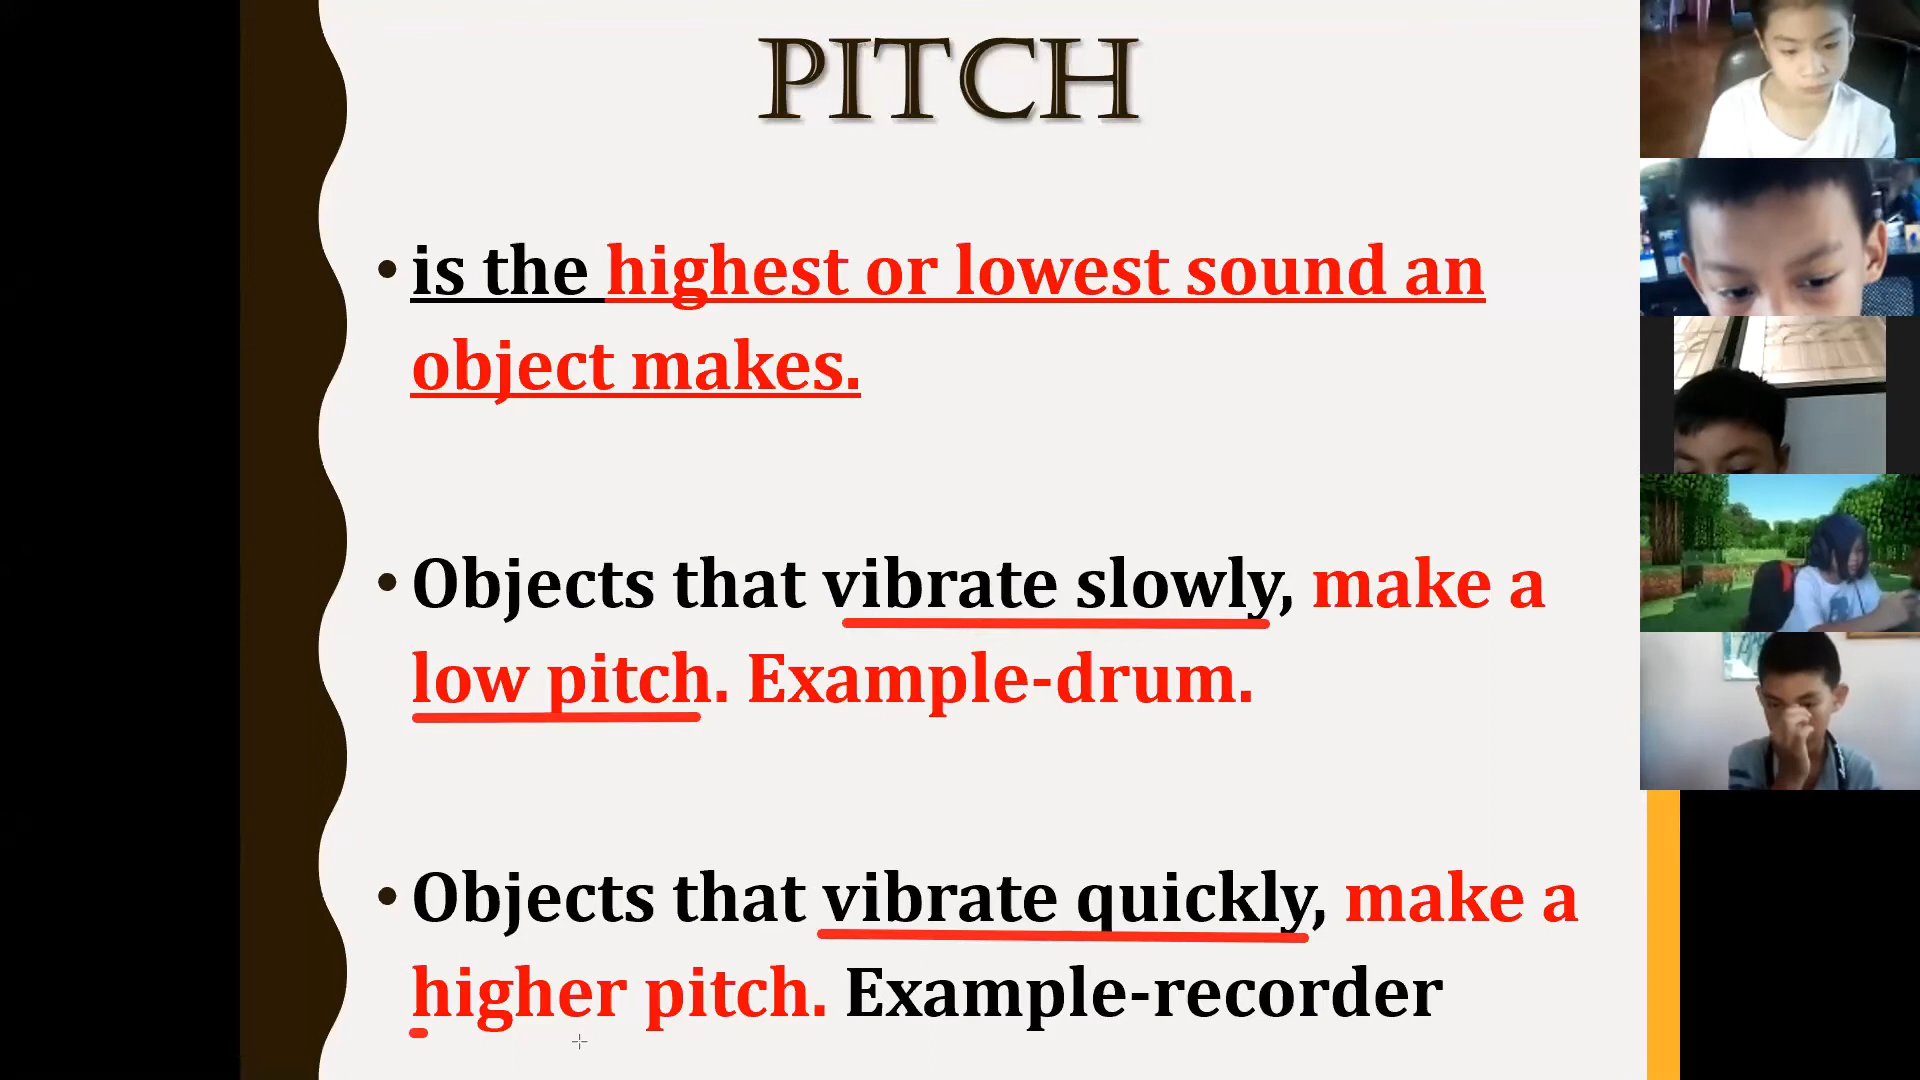 PITCH
• is the highest or lowest sound an
object makes.
• Objects that vibrate slowly, make a
low pitch. Example-drum.
• Objects that vibrate quickly, make a
higher pitch. Example-recorder